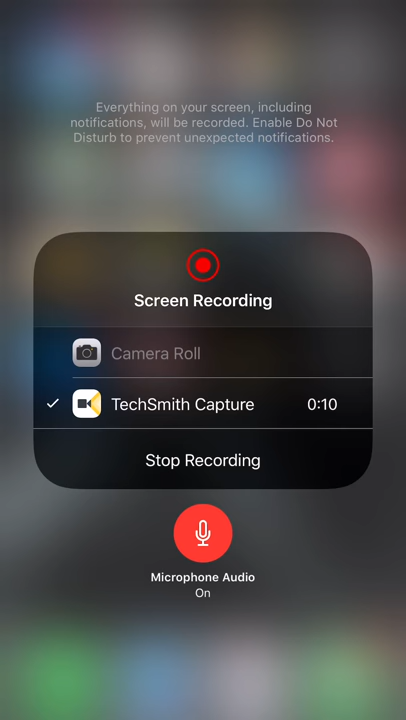 Everything on your screen, including
notifications, will be recorded. Enable Do Not
Disturb to prevent unexpected notifications.
Screen Recording
Camera Roll
TechSmith Capture 0:10
Stop Recording
Microphone Audio
On